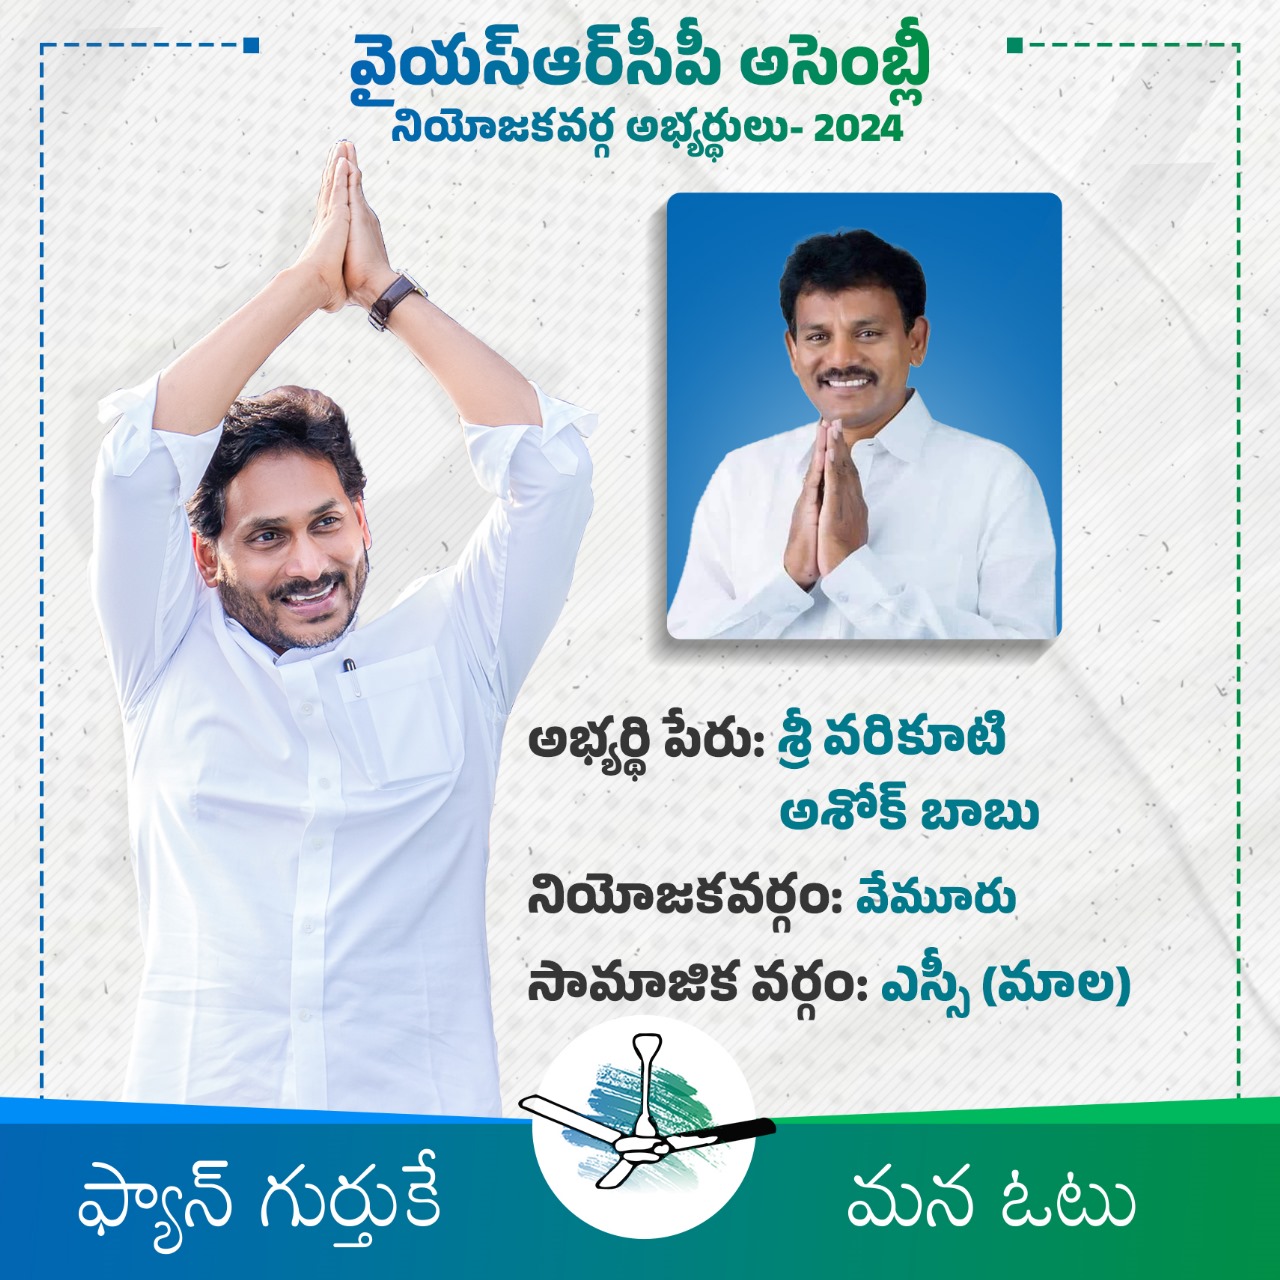 వైయస్ఆర్‌సీపీ అసెంబ్లీ
నియోజకవర్గ అభ్యర్థులు- 2024
అభ్యర్థి పేరు: శ్రీ వరికూటి
అశోక్ బాబు
నియోజకవర్గం: వేమూరు
సామాజిక వర్గం: ఎస్సీ (మాల)
ఫ్యాన్ గుర్తుకే మన ఓటు